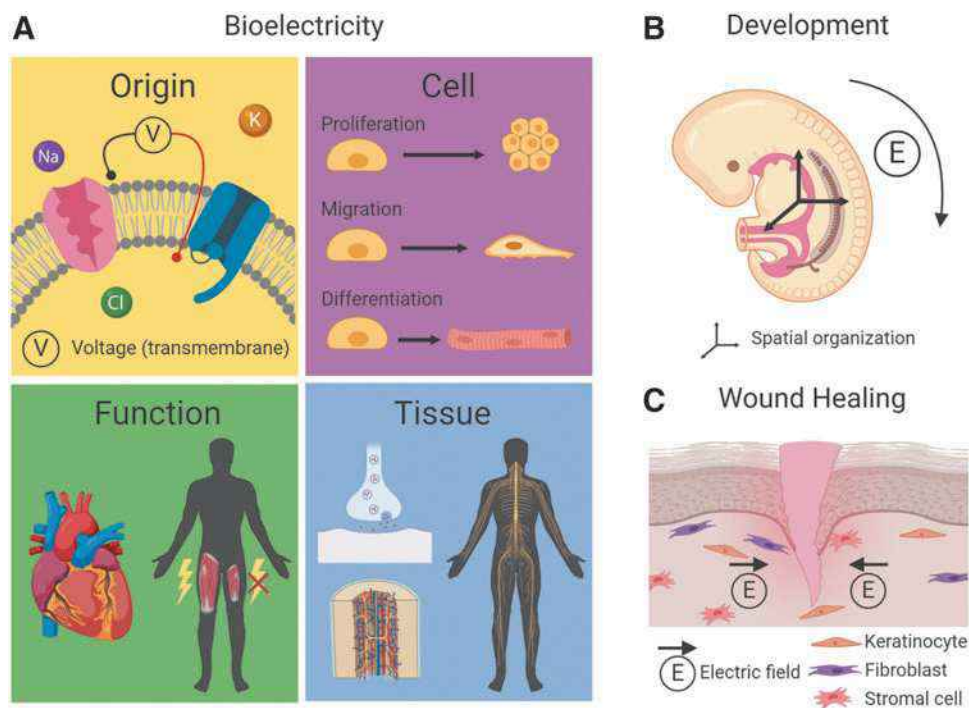 A
Bioelectricity
Origin
V
K
Na
Cl
V Voltage (transmembrane)
Cell
Proliferation
Migration
Differentiation
Function
Tissue
B
Development
E
Spatial organization
C
Wound Healing
E
E
E Electric field
Keratinocyte
Fibroblast
Stromal cell